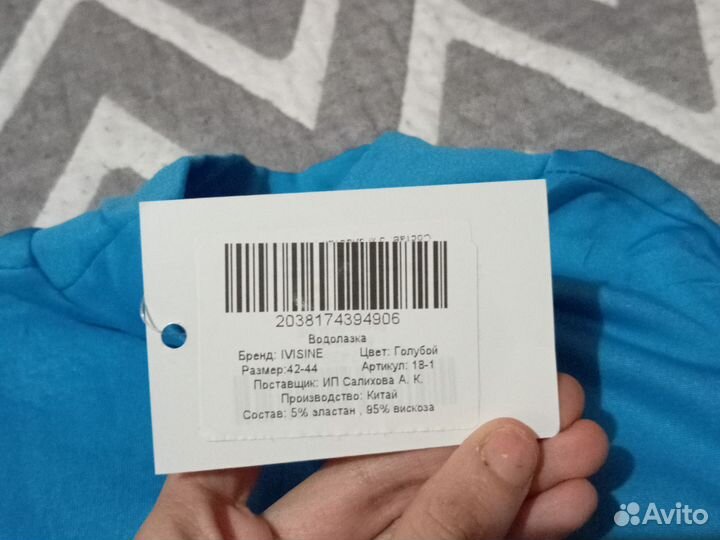 2038174394906
Водолазка
Бренд: IVISINE Цвет: Голубой
Размер:42-44 Артикул: 18-1
Поставщик: ИП Салихова А. К.
Производство: Китай
Состав: 5% эластан , 95% вискоза
Avito